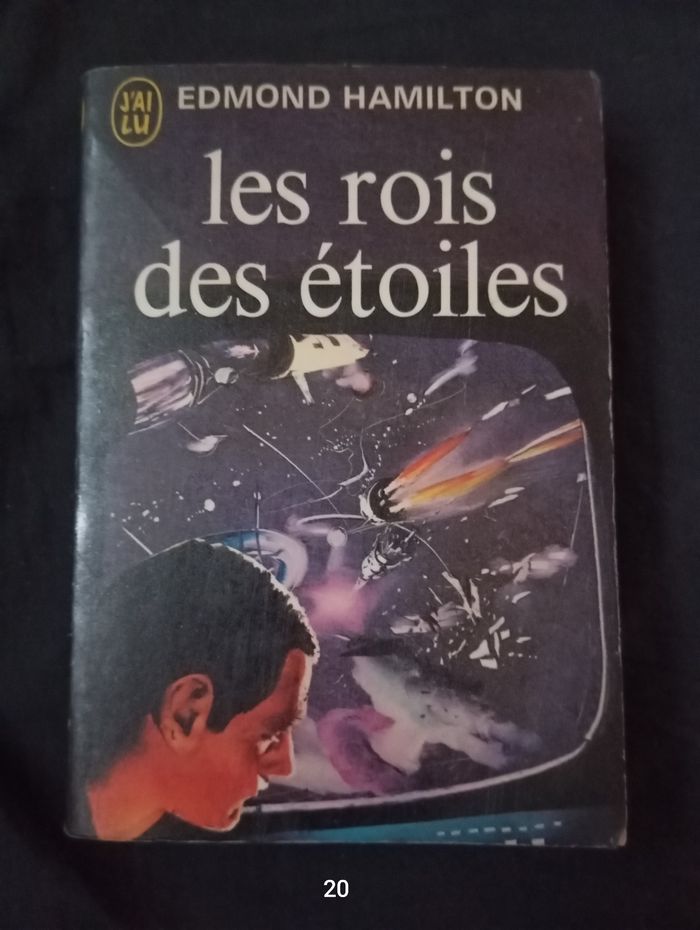 J'AI
LU
EDMOND HAMILTON
les rois
des étoiles
20